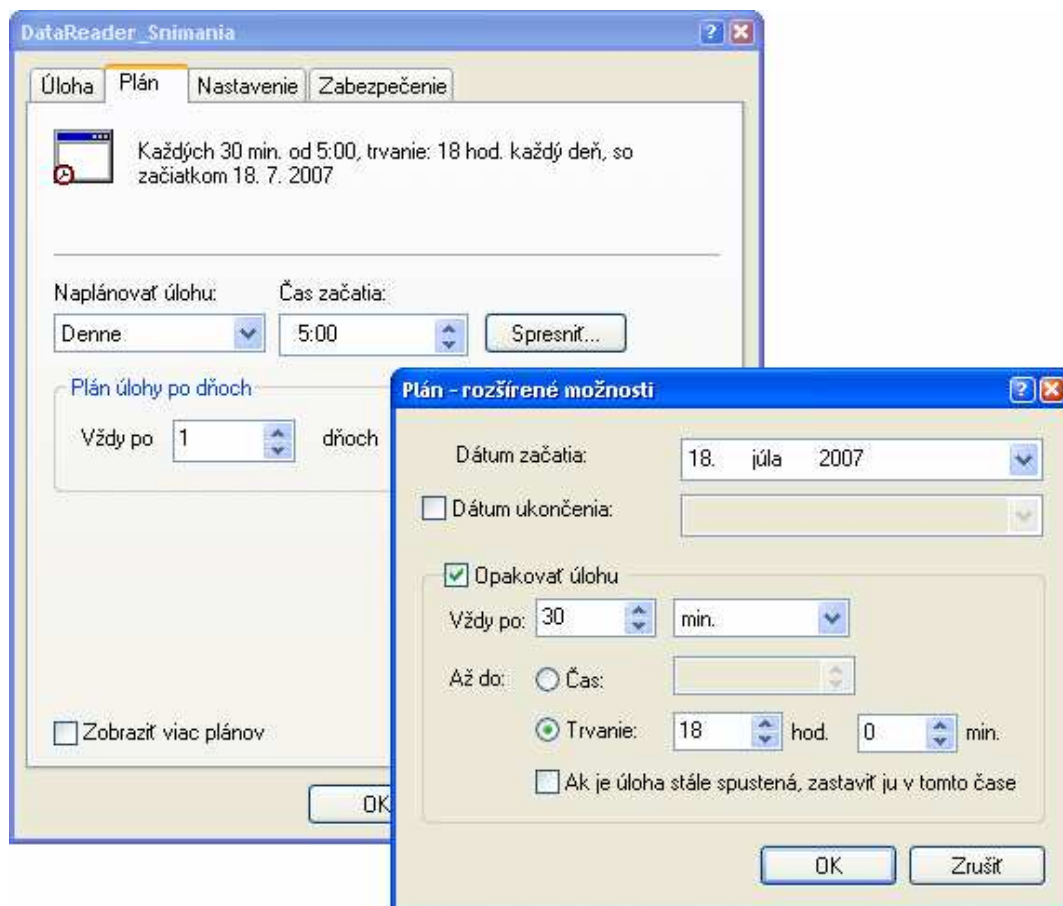 DataReader_Snimania
Úloha Plán Nastavenie Zabezpečenie
Každých 30 min. od 5:00, trvanie: 18 hod. každý deň, so
začiatkom 18. 7. 2007
Naplánovať úlohu: Čas začatia:
Denne 5:00 Spresniť...
Plán úlohy po dňoch
Vždy po 1 dňoch
Zobraziť viac plánov
OK
Plán - rozšírené možnosti
Dátum začatia: 18. júla 2007
Dátum ukončenia:
Opakovať úlohu
Vždy po: 30 min.
Až do: Čas:
Trvanie: 18 hod. 0 min.
Ak je úloha stále spustená, zastaviť ju v tomto čase
OK Zrušiť